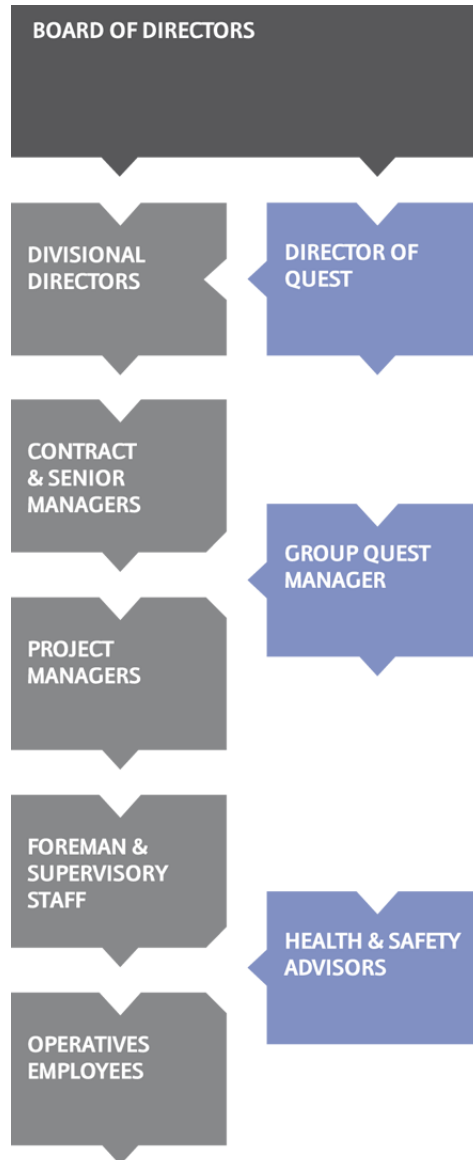 BOARD OF DIRECTORS
DIVISIONAL
DIRECTORS
DIRECTOR OF
QUEST
CONTRACT
& SENIOR
MANAGERS
GROUP QUEST
MANAGER
PROJECT
MANAGERS
FOREMAN &
SUPERVISORY
STAFF
HEALTH & SAFETY
ADVISORS
OPERATIVES
EMPLOYEES